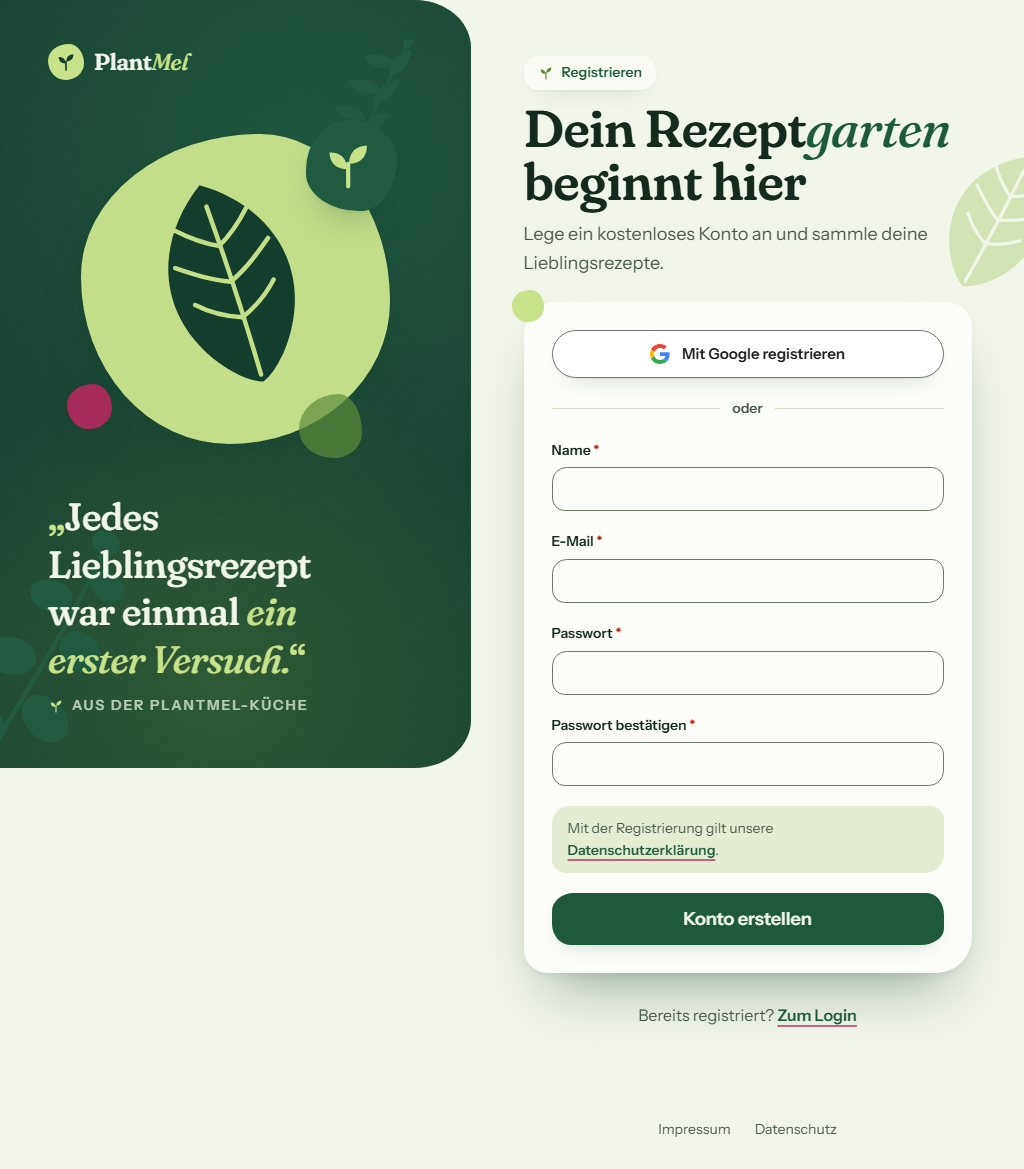 PlantMel
„Jedes
Lieblingsrezept
war einmal ein
erster Versuch.“
AUS DER PLANTMEL-KÜCHE
Registrieren
Dein Rezeptgarten
beginnt hier
Lege ein kostenloses Konto an und sammle deine
Lieblingsrezepte.
Mit Google registrieren
oder
Name *
E-Mail *
Passwort *
Passwort bestätigen *
Mit der Registrierung gilt unsere
Datenschutzerklärung.
Konto erstellen
Bereits registriert? Zum Login
Impressum Datenschutz